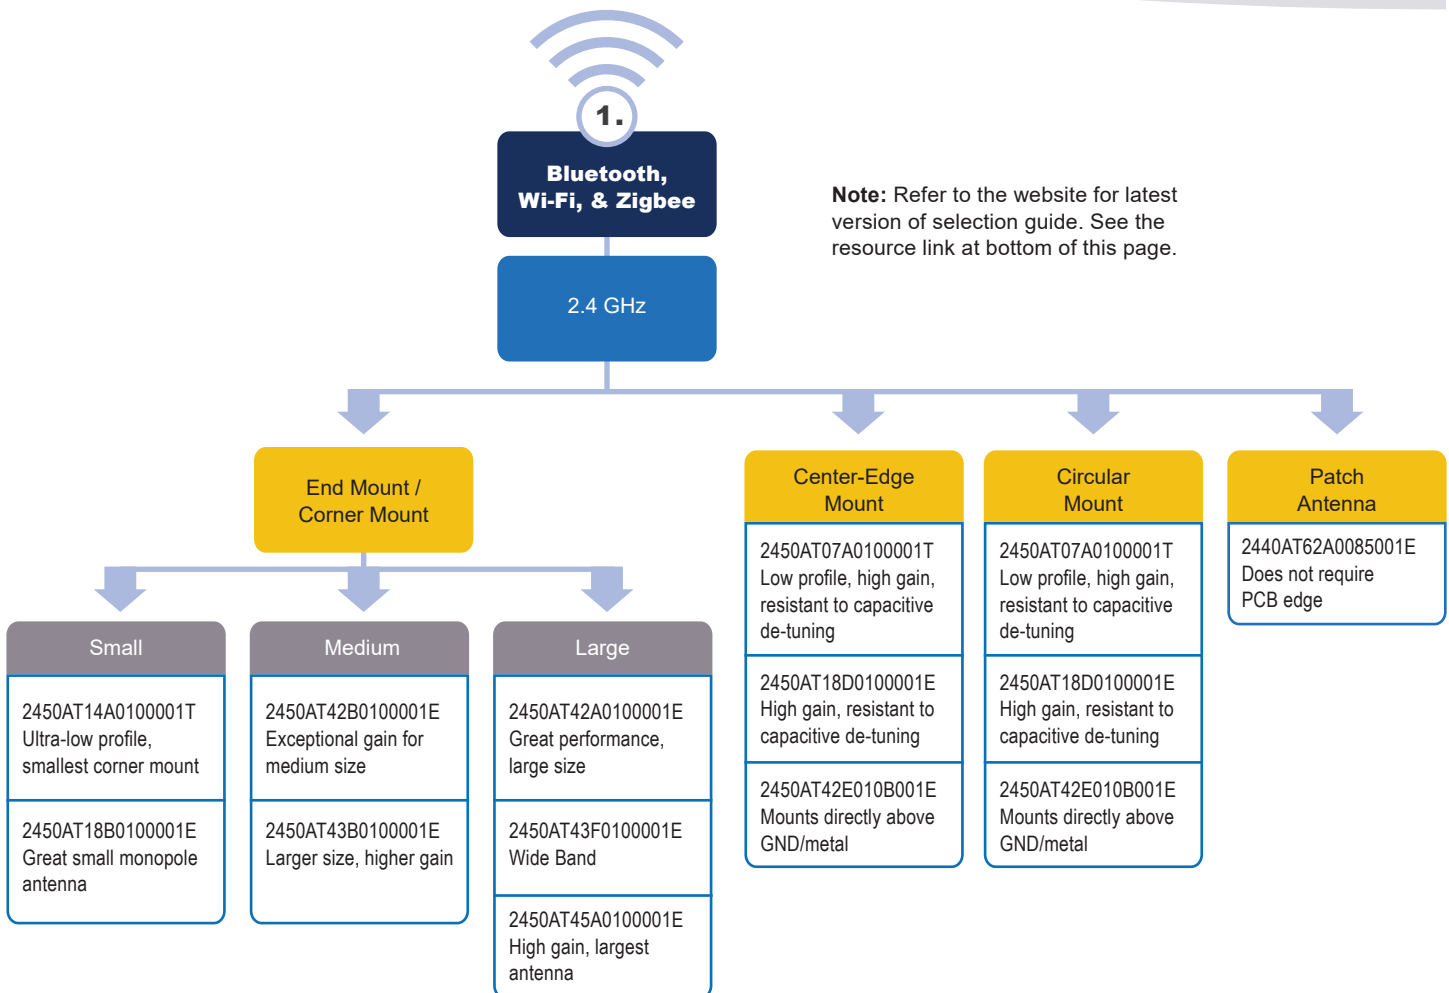 1.
Bluetooth,
Wi-Fi, & Zigbee
Note: Refer to the website for latest
version of selection guide. See the
resource link at bottom of this page.
2.4 GHz
End Mount /
Corner Mount
Small
2450AT14A0100001T
Ultra-low profile,
smallest corner mount
2450AT18B0100001E
Great small monopole
antenna
Medium
2450AT42B0100001E
Exceptional gain for
medium size
2450AT43B0100001E
Larger size, higher gain
Large
2450AT42A0100001E
Great performance,
large size
2450AT43F0100001E
Wide Band
2450AT45A0100001E
High gain, largest
antenna
Center-Edge
Mount
2450AT07A0100001T
Low profile, high gain,
resistant to capacitive
de-tuning
2450AT18D0100001E
High gain, resistant to
capacitive de-tuning
2450AT42E010B001E
Mounts directly above
GND/metal
Circular
Mount
2450AT07A0100001T
Low profile, high gain,
resistant to capacitive
de-tuning
2450AT18D0100001E
High gain, resistant to
capacitive de-tuning
2450AT42E010B001E
Mounts directly above
GND/metal
Patch
Antenna
2440AT62A0085001E
Does not require
PCB edge